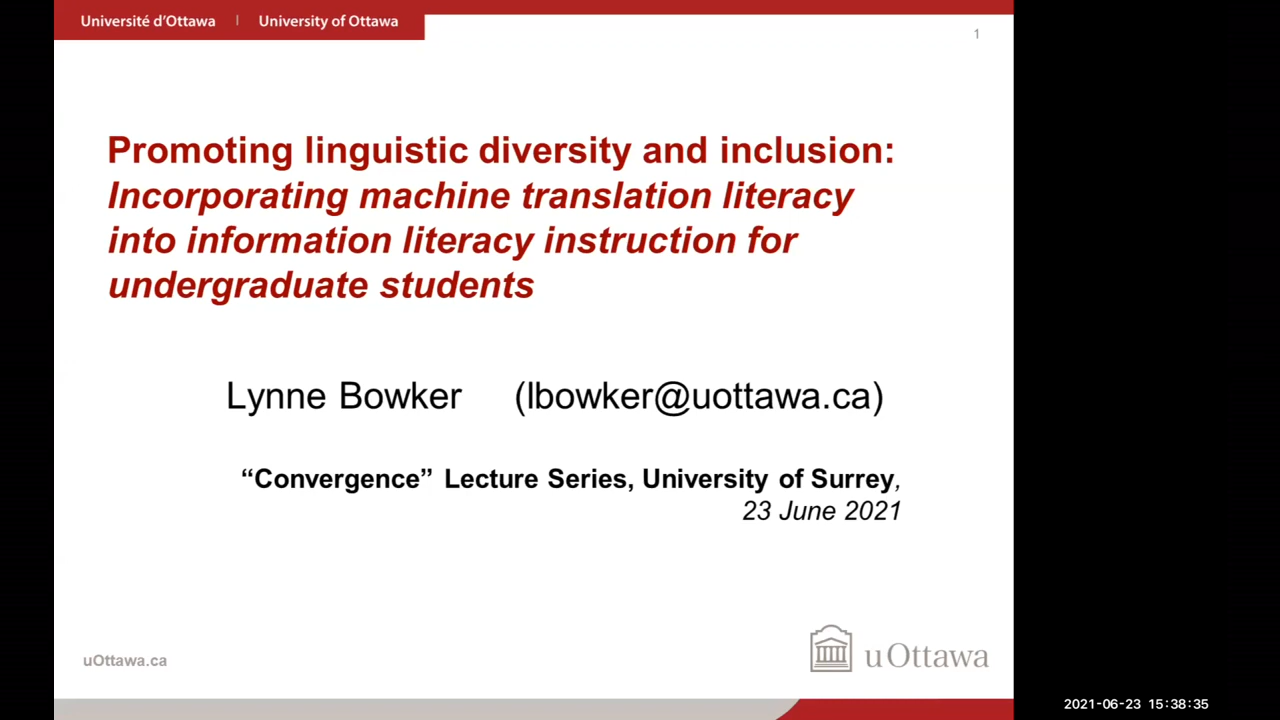 Université d'Ottawa | University of Ottawa
1
Promoting linguistic diversity and inclusion:
Incorporating machine translation literacy
into information literacy instruction for
undergraduate students
Lynne Bowker (lbowker@uottawa.ca)
“Convergence” Lecture Series, University of Surrey,
23 June 2021
uOttawa.ca
uOttawa
2021-06-23 15:38:35